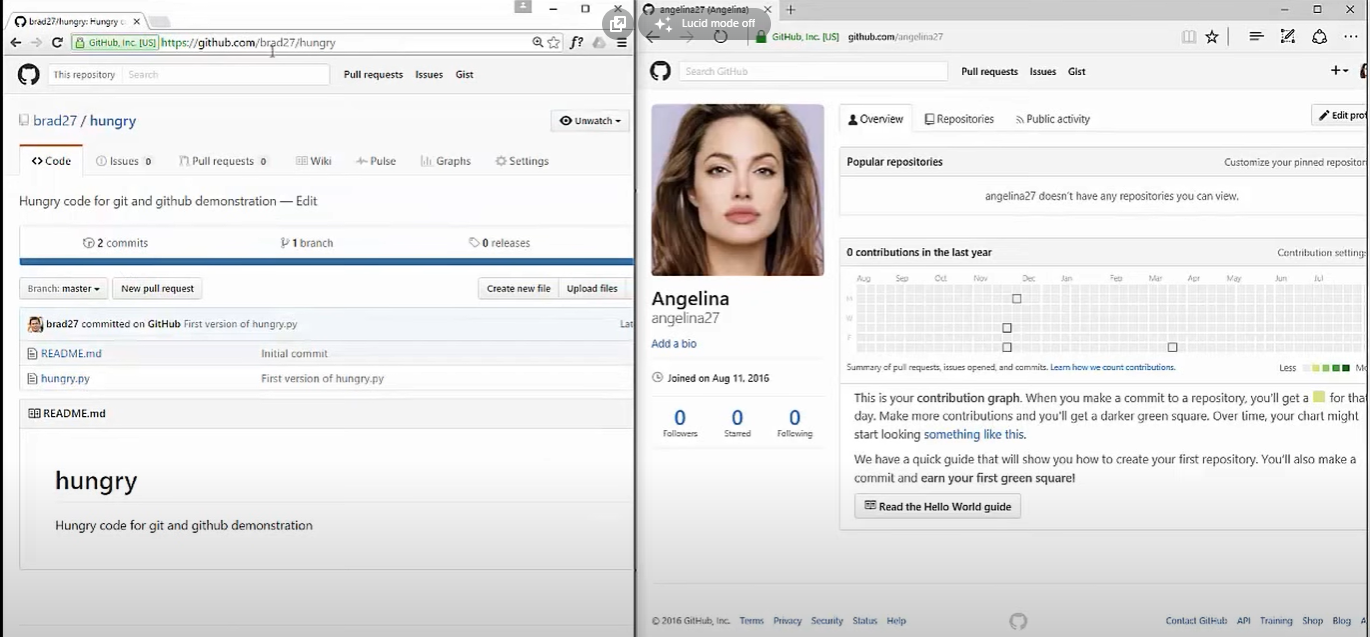 brad27/hungry: Hungry c
GitHub, Inc. [US] https://github.com/brad27/hungry
This repository Search
Pull requests Issues Gist
brad27 / hungry
Unwatch
Code
Issues 0
Pull requests 0
Wiki
Pulse
Graphs
Settings
Hungry code for git and github demonstration — Edit
2 commits
1 branch
0 releases
Branch: master
New pull request
Create new file
Upload files
brad27 committed on GitHub First version of hungry.py
Lat
README.md Initial commit
hungry.py First version of hungry.py
README.md
hungry
Hungry code for git and github demonstration
angelina27 (Angelina)
Lucid mode off
GitHub, Inc. [US] github.com/angelina27
Search GitHub
Pull requests Issues Gist
Angelina
angelina27
Add a bio
Joined on Aug 11, 2016
0 0 0
Followers Starred Following
Overview
Repositories
Public activity
Edit prof
Popular repositories
Customize your pinned repositor
angelina27 doesn't have any repositories you can view.
0 contributions in the last year
Contribution settings
Aug Sep Oct Nov Dec Jan Feb Mar Apr May Jun Jul
M
W
F
Summary of pull requests, issues opened, and commits. Learn how we count contributions.
Less Mo
This is your contribution graph. When you make a commit to a repository, you'll get a for that
day. Make more contributions and you'll get a darker green square. Over time, your chart might
start looking something like this.
We have a quick guide that will show you how to create your first repository. You'll also make a
commit and earn your first green square!
Read the Hello World guide
© 2016 GitHub, Inc. Terms Privacy Security Status Help
Contact GitHub API Training Shop Blog A